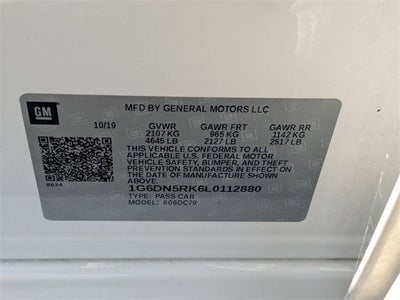 GM
MFD BY GENERAL MOTORS LLC
10/19 GVWR GAWR FRT GAWR RR
2107 KG 965 KG 1142 KG
4645 LB 2127 LB 2517 LB
THIS VEHICLE CONFORMS TO ALL
APPLICABLE U.S. FEDERAL MOTOR
VEHICLE SAFETY, BUMPER, AND THEFT
PREVENTION STANDARDS IN EFFECT ON
THE DATE OF MANUFACTURE SHOWN ABOVE.
8624
1G6DN5RK6L0112880
TYPE: PASS CAR
MODEL: 6DC79